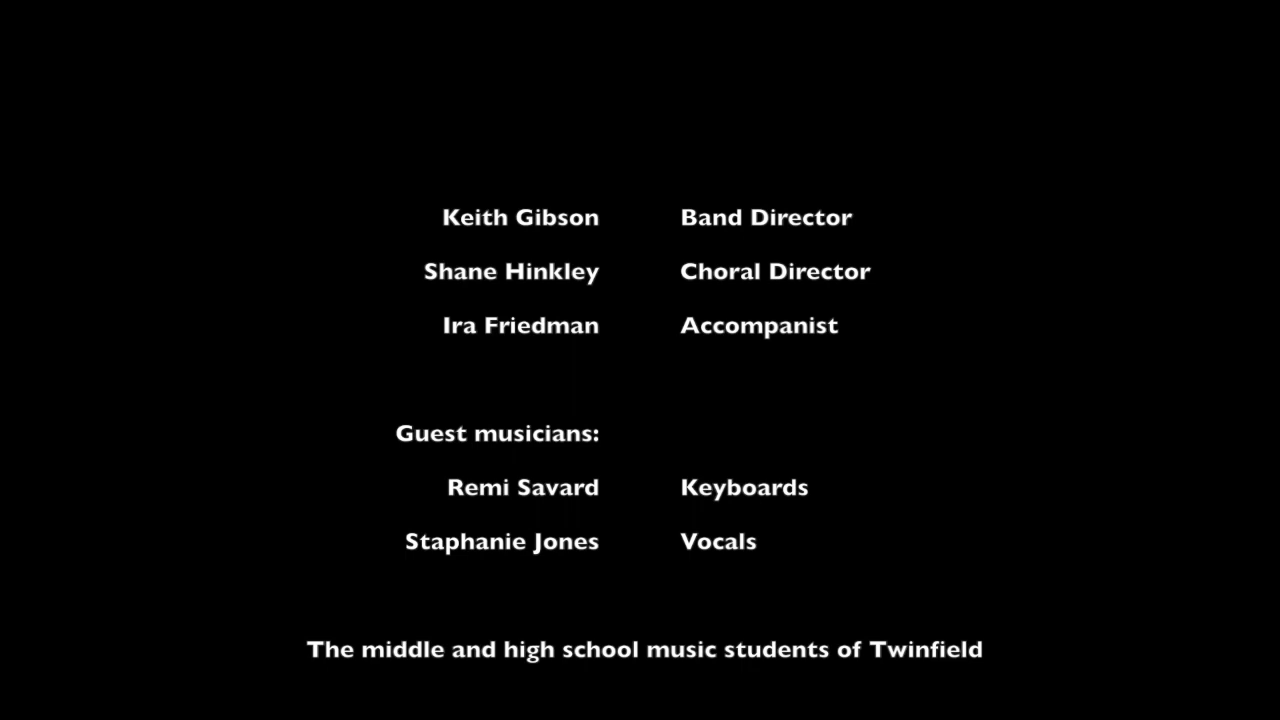 Keith Gibson Band Director
Shane Hinkley Choral Director
Ira Friedman Accompanist
Guest musicians:
Remi Savard Keyboards
Staphanie Jones Vocals
The middle and high school music students of Twinfield